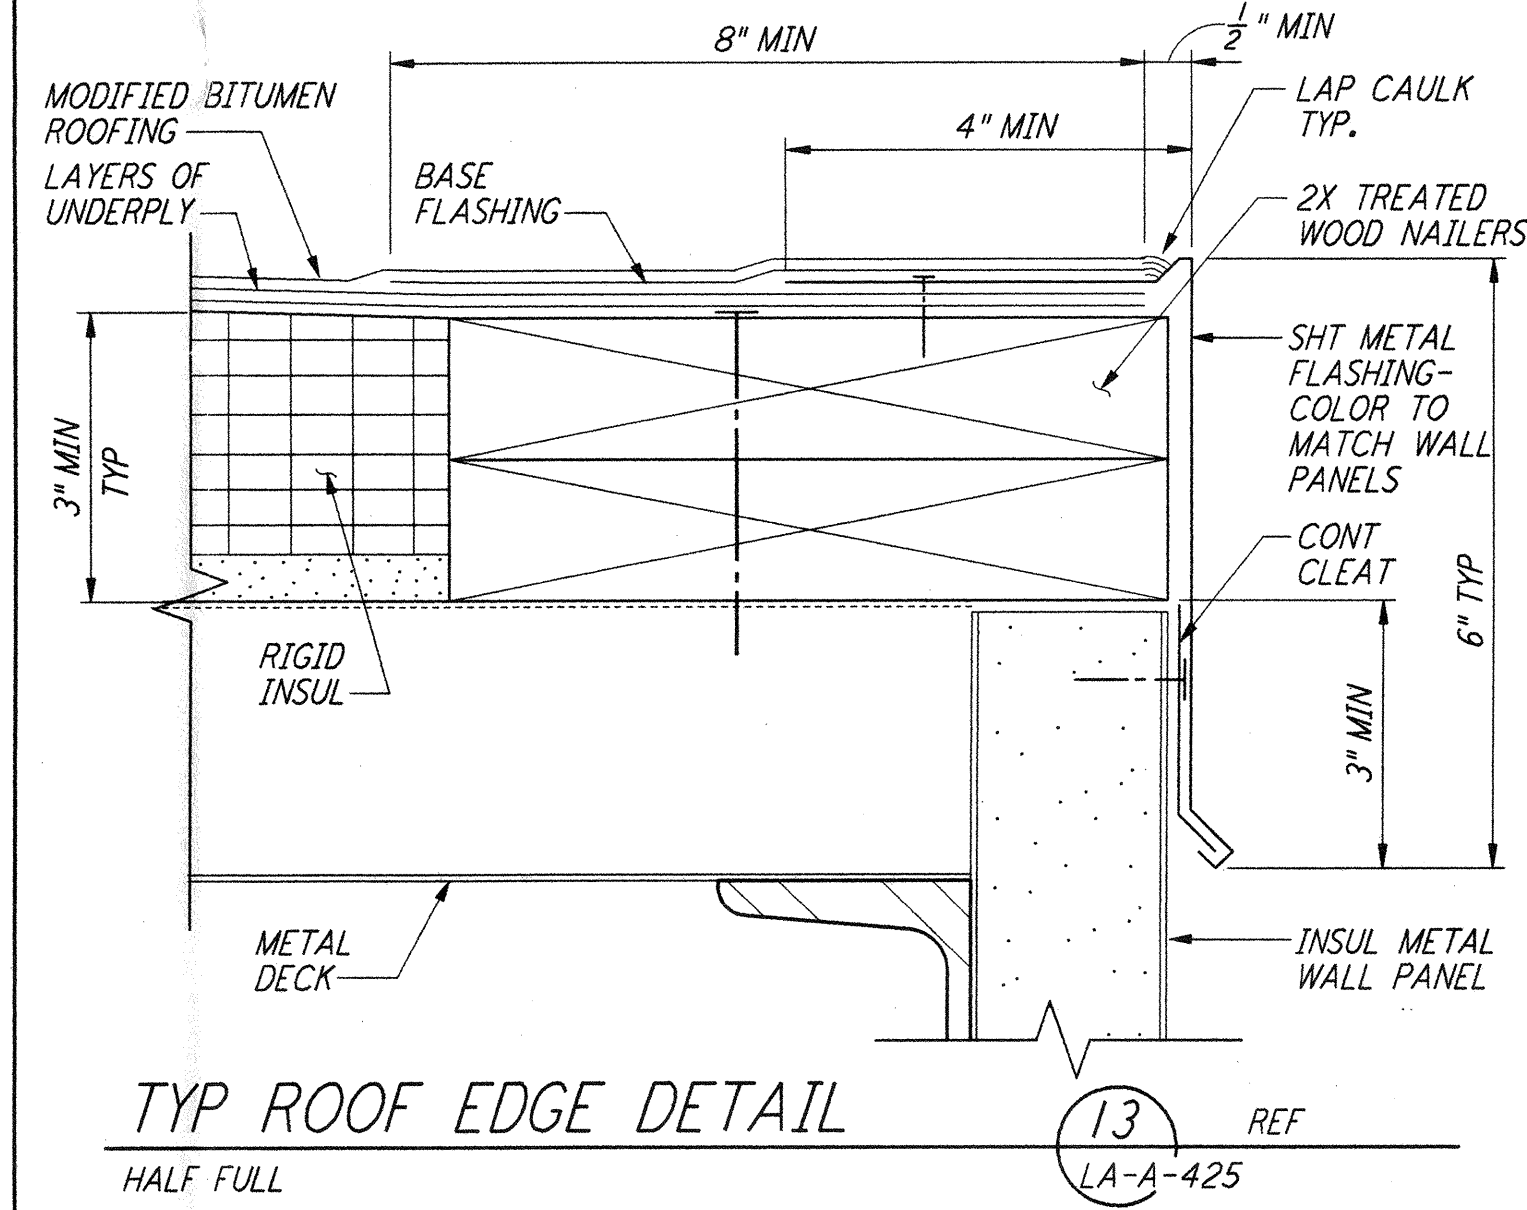 8" MIN
1/2" MIN
MODIFIED BITUMEN
ROOFING
LAYERS OF
UNDERPLY
BASE
FLASHING
4" MIN
LAP CAULK
TYP.
2X TREATED
WOOD NAILERS
3" MIN
TYP
SHT METAL
FLASHING-
COLOR TO
MATCH WALL
PANELS
CONT
CLEAT
6" TYP
3" MIN
RIGID
INSUL
METAL
DECK
INSUL METAL
WALL PANEL
TYP ROOF EDGE DETAIL
HALF FULL
13
LA-A-425
REF